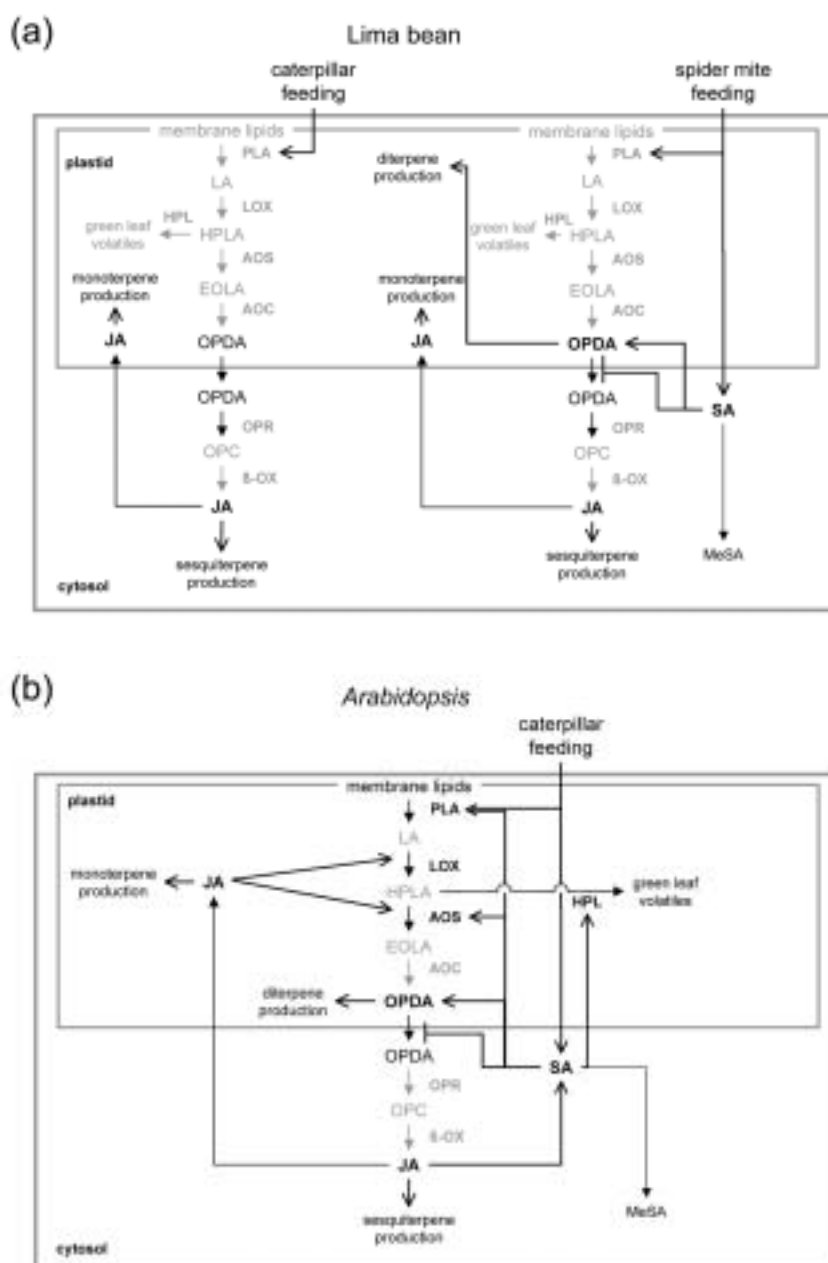 (a)
Lima bean
caterpillar
feeding
spider mite
feeding
membrane lipids
membrane lipids
plastid
PLA
diterpene
production
PLA
LA
LA
LOX
LOX
green leaf
volatiles
HPL
HPLA
green leaf
volatiles
HPL
HPLA
AOS
AOS
monoterpene
production
EOLA
monoterpene
production
EOLA
AOC
AOC
JA
OPDA
JA
OPDA
OPDA
OPDA
SA
OPR
OPR
OPC
OPC
ß-OX
ß-OX
JA
JA
sesquiterpene
production
sesquiterpene
production
MeSA
cytosol
(b)
Arabidopsis
caterpillar
feeding
plastid
membrane lipids
PLA
LA
LOX
monoterpene
production
JA
HPLA
green leaf
volatiles
HPL
AOS
EOLA
AOC
diterpene
production
OPDA
OPDA
SA
OPR
OPC
ß-OX
JA
sesquiterpene
production
MeSA
cytosol